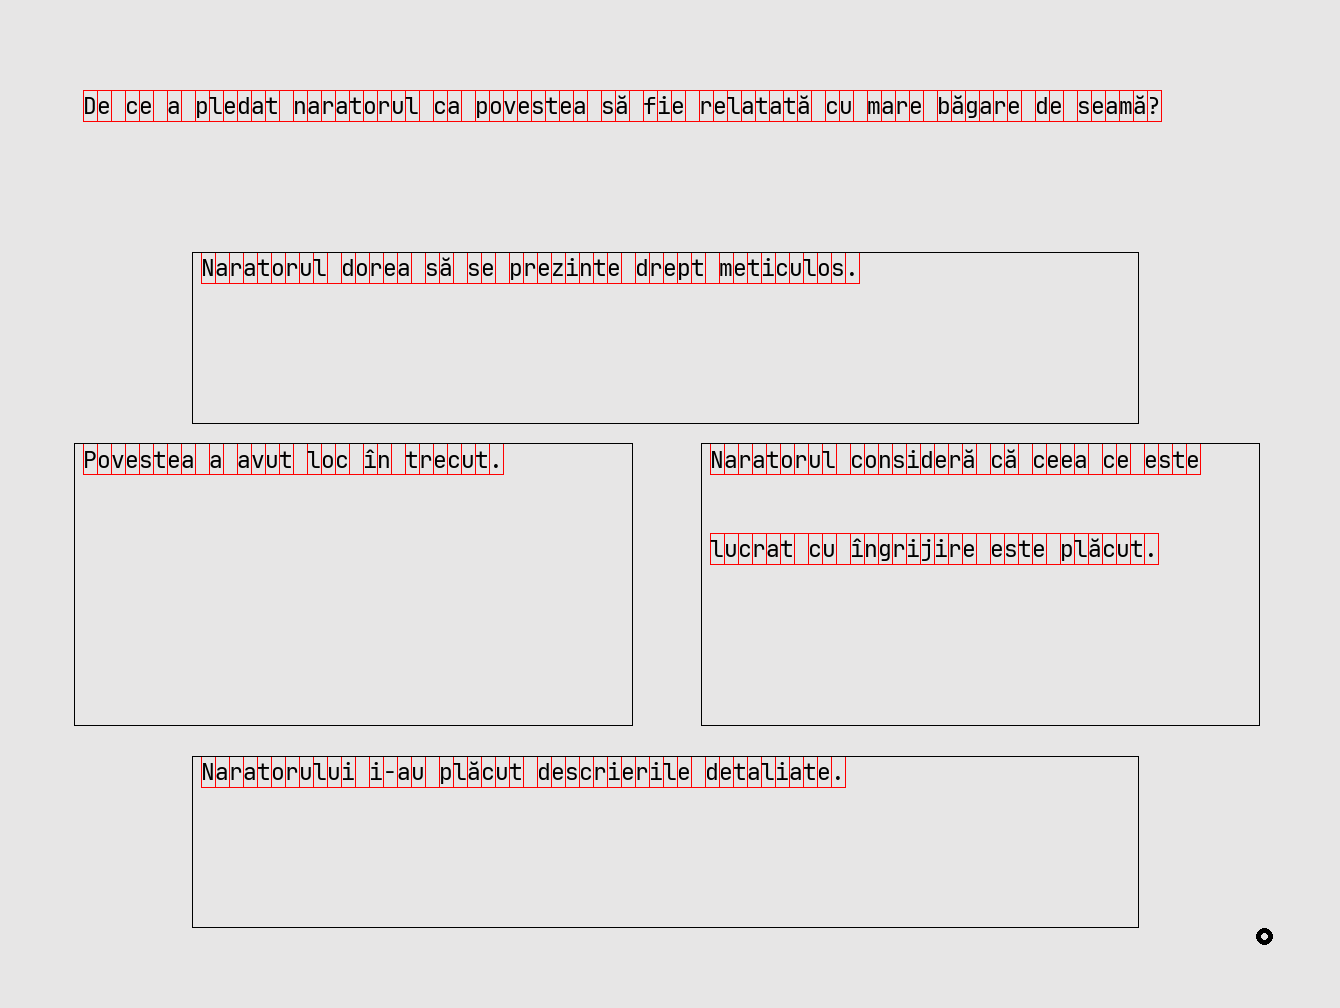 De ce a pledat naratorul ca povestea să fie relatată cu mare băgare de seamă?
Naratorul dorea să se prezinte drept meticulos.
Povestea a avut loc în trecut.
Naratorul consideră că ceea ce este
lucrat cu îngrijire este plăcut.
Naratorului i-au plăcut descrierile detaliate.